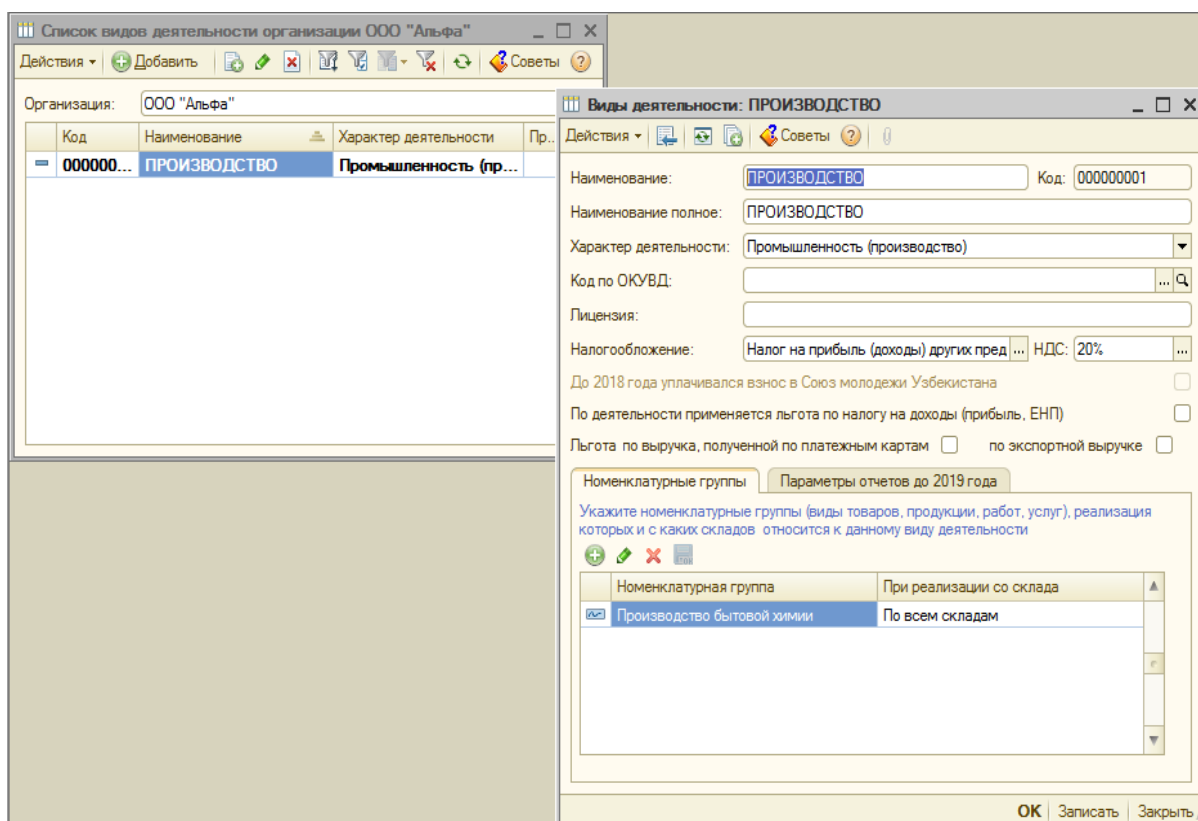 Список видов деятельности организации ООО "Альфа"
Действия Добавить Советы
Организация: ООО "Альфа"
Код Наименование Характер деятельности Пр...
000000... ПРОИЗВОДСТВО Промышленность (пр...
Виды деятельности: ПРОИЗВОДСТВО
Действия Советы
Наименование: ПРОИЗВОДСТВО Код: 000000001
Наименование полное: ПРОИЗВОДСТВО
Характер деятельности: Промышленность (производство)
Код по ОКУВД: ...
Лицензия:
Налогообложение: Налог на прибыль (доходы) других пред ... НДС: 20% ...
До 2018 года уплачивался взнос в Союз молодежи Узбекистана
По деятельности применяется льгота по налогу на доходы (прибыль, ЕНП)
Льгота по выручка, полученной по платежным картам по экспортной выручке
Номенклатурные группы Параметры отчетов до 2019 года
Укажите номенклатурные группы (виды товаров, продукции, работ, услуг), реализация
которых и с каких складов относится к данному виду деятельности
Номенклатурная группа При реализации со склада
Производство бытовой химии По всем складам
OK Записать Закрыть